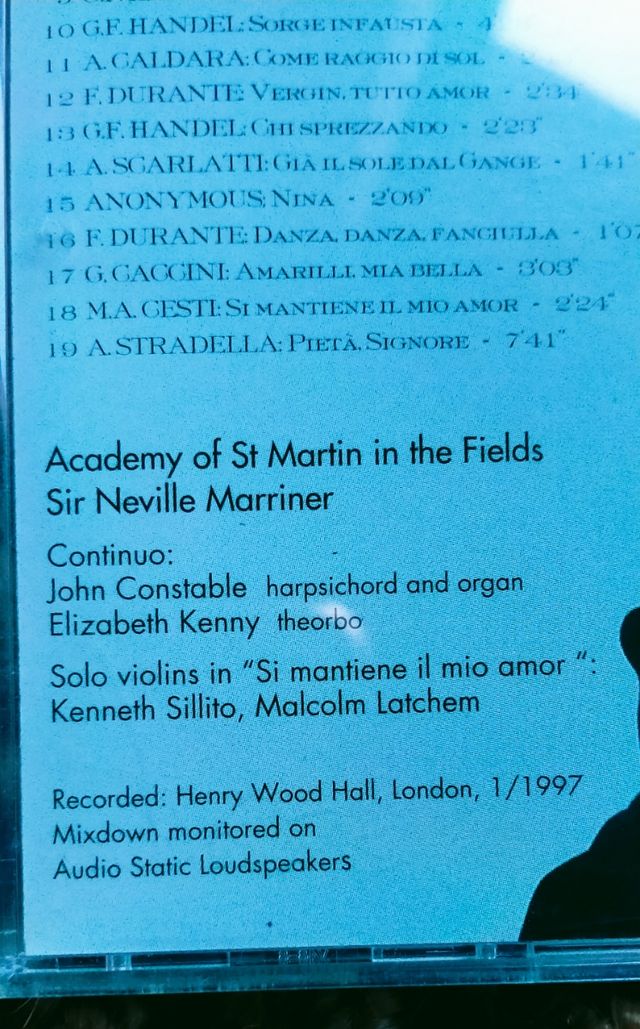 10 G.F. HANDEL: SORGE INFAUSTA -
11 A. CALDARA: COME RAGGIO DI SOL -
12 F. DURANTE: VERGIN, TUTTO AMOR - 2'34
13 G.F. HANDEL: CHI SPREZZANDO - 2'23"
14 A. SCARLATTI: GIÀ IL SOLE DAL GANGE - 1'41"
15 ANONYMOUS: NINA - 2'09"
16 F. DURANTE: DANZA, DANZA, FANCIULLA - 1'07
17 G. CACCINI: AMARILLI, MIA BELLA - 3'03"
18 M.A. CESTI: SI MANTIENE IL MIO AMOR - 2'24"
19 A. STRADELLA: PIETÀ, SIGNORE - 7'41"
Academy of St Martin in the Fields
Sir Neville Marriner
Continuo:
John Constable harpsichord and organ
Elizabeth Kenny theorbo
Solo violins in “Si mantiene il mio amor “:
Kenneth Sillito, Malcolm Latchem
Recorded: Henry Wood Hall, London, 1/1997
Mixdown monitored on
Audio Static Loudspeakers